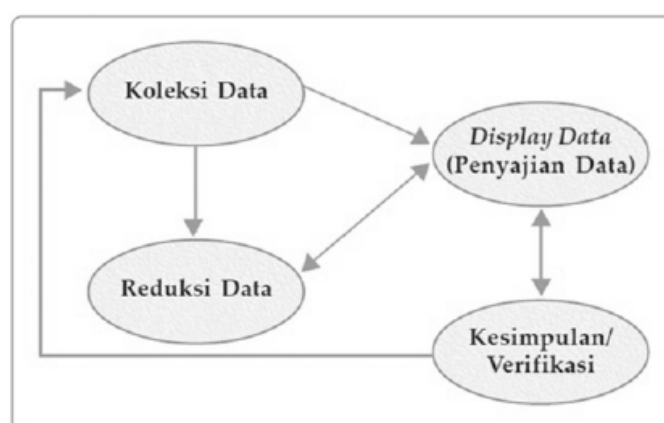 Koleksi Data
Display Data
(Penyajian Data)
Reduksi Data
Kesimpulan/
Verifikasi